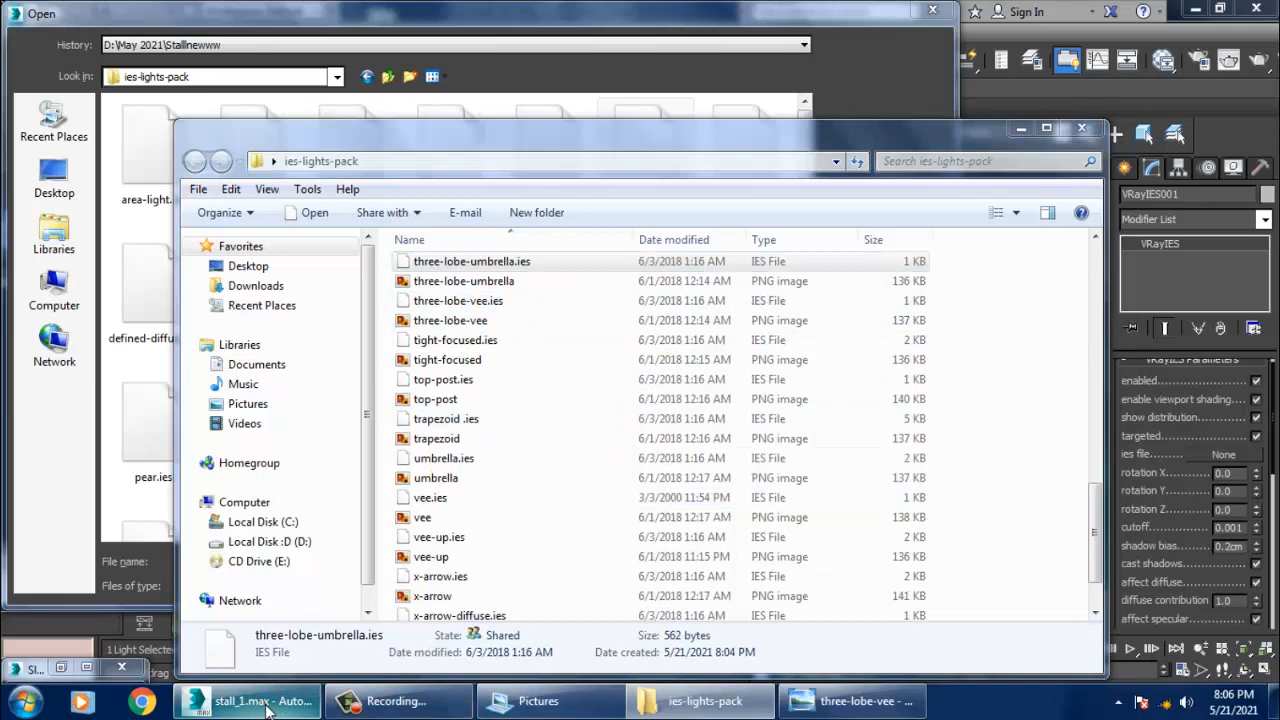 Open
Sign In
History: D:\May 2021\Stallnewww
Look in: ies-lights-pack
Recent Places
Desktop
Libraries
Computer
Network
area-light.
defined-diffu
pear.ies
File name:
Files of type:
ies-lights-pack
Search ies-lights-pack
File Edit View Tools Help
Organize Open Share with E-mail New folder
Favorites
Desktop
Downloads
Recent Places
Libraries
Documents
Music
Pictures
Videos
Homegroup
Computer
Local Disk (C:)
Local Disk :D (D:)
CD Drive (E:)
Network
Name Date modified Type Size
three-lobe-umbrella.ies 6/3/2018 1:16 AM IES File 1 KB
three-lobe-umbrella 6/1/2018 12:14 AM PNG image 136 KB
three-lobe-vee.ies 6/3/2018 1:16 AM IES File 1 KB
three-lobe-vee 6/1/2018 12:14 AM PNG image 137 KB
tight-focused.ies 6/3/2018 1:16 AM IES File 2 KB
tight-focused 6/1/2018 12:15 AM PNG image 136 KB
top-post.ies 6/3/2018 1:16 AM IES File 1 KB
top-post 6/1/2018 12:16 AM PNG image 140 KB
trapezoid .ies 6/3/2018 1:16 AM IES File 5 KB
trapezoid 6/1/2018 12:16 AM PNG image 137 KB
umbrella.ies 6/3/2018 1:16 AM IES File 2 KB
umbrella 6/1/2018 12:17 AM PNG image 136 KB
vee.ies 3/3/2000 11:54 PM IES File 1 KB
vee 6/1/2018 12:17 AM PNG image 138 KB
vee-up.ies 6/3/2018 1:16 AM IES File 2 KB
vee-up 6/1/2018 11:15 PM PNG image 136 KB
x-arrow.ies 6/3/2018 1:16 AM IES File 2 KB
x-arrow 6/1/2018 12:17 AM PNG image 141 KB
x-arrow-diffuse.ies 6/3/2018 1:16 AM IES File 1 KB
three-lobe-umbrella.ies State: Shared Size: 562 bytes
IES File Date modified: 6/3/2018 1:16 AM Date created: 5/21/2021 8:04 PM
VRayIES001
Modifier List
VRayIES
VRayIES Parameters
enabled
enable viewport shading
show distribution
targeted
ies file None
rotation X 0.0
rotation Y 0.0
rotation Z 0.0
cutoff 0.001
shadow bias 0.2cm
cast shadows
affect diffuse
diffuse contribution 1.0
affect specular
1 Light Selecte
drag
St...
stall_1.max - Auto...
Recording...
Pictures
ies-lights-pack
three-lobe-vee - ...
8:06 PM
5/21/2021